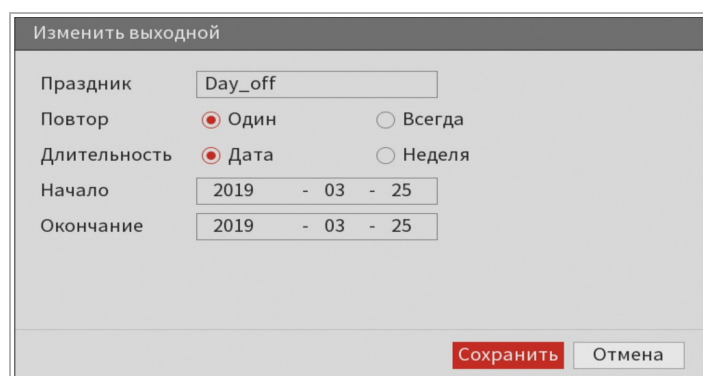 Изменить выходной
Праздник Day_off
Повтор Один Всегда
Длительность Дата Неделя
Начало 2019 - 03 - 25
Окончание 2019 - 03 - 25
Сохранить Отмена